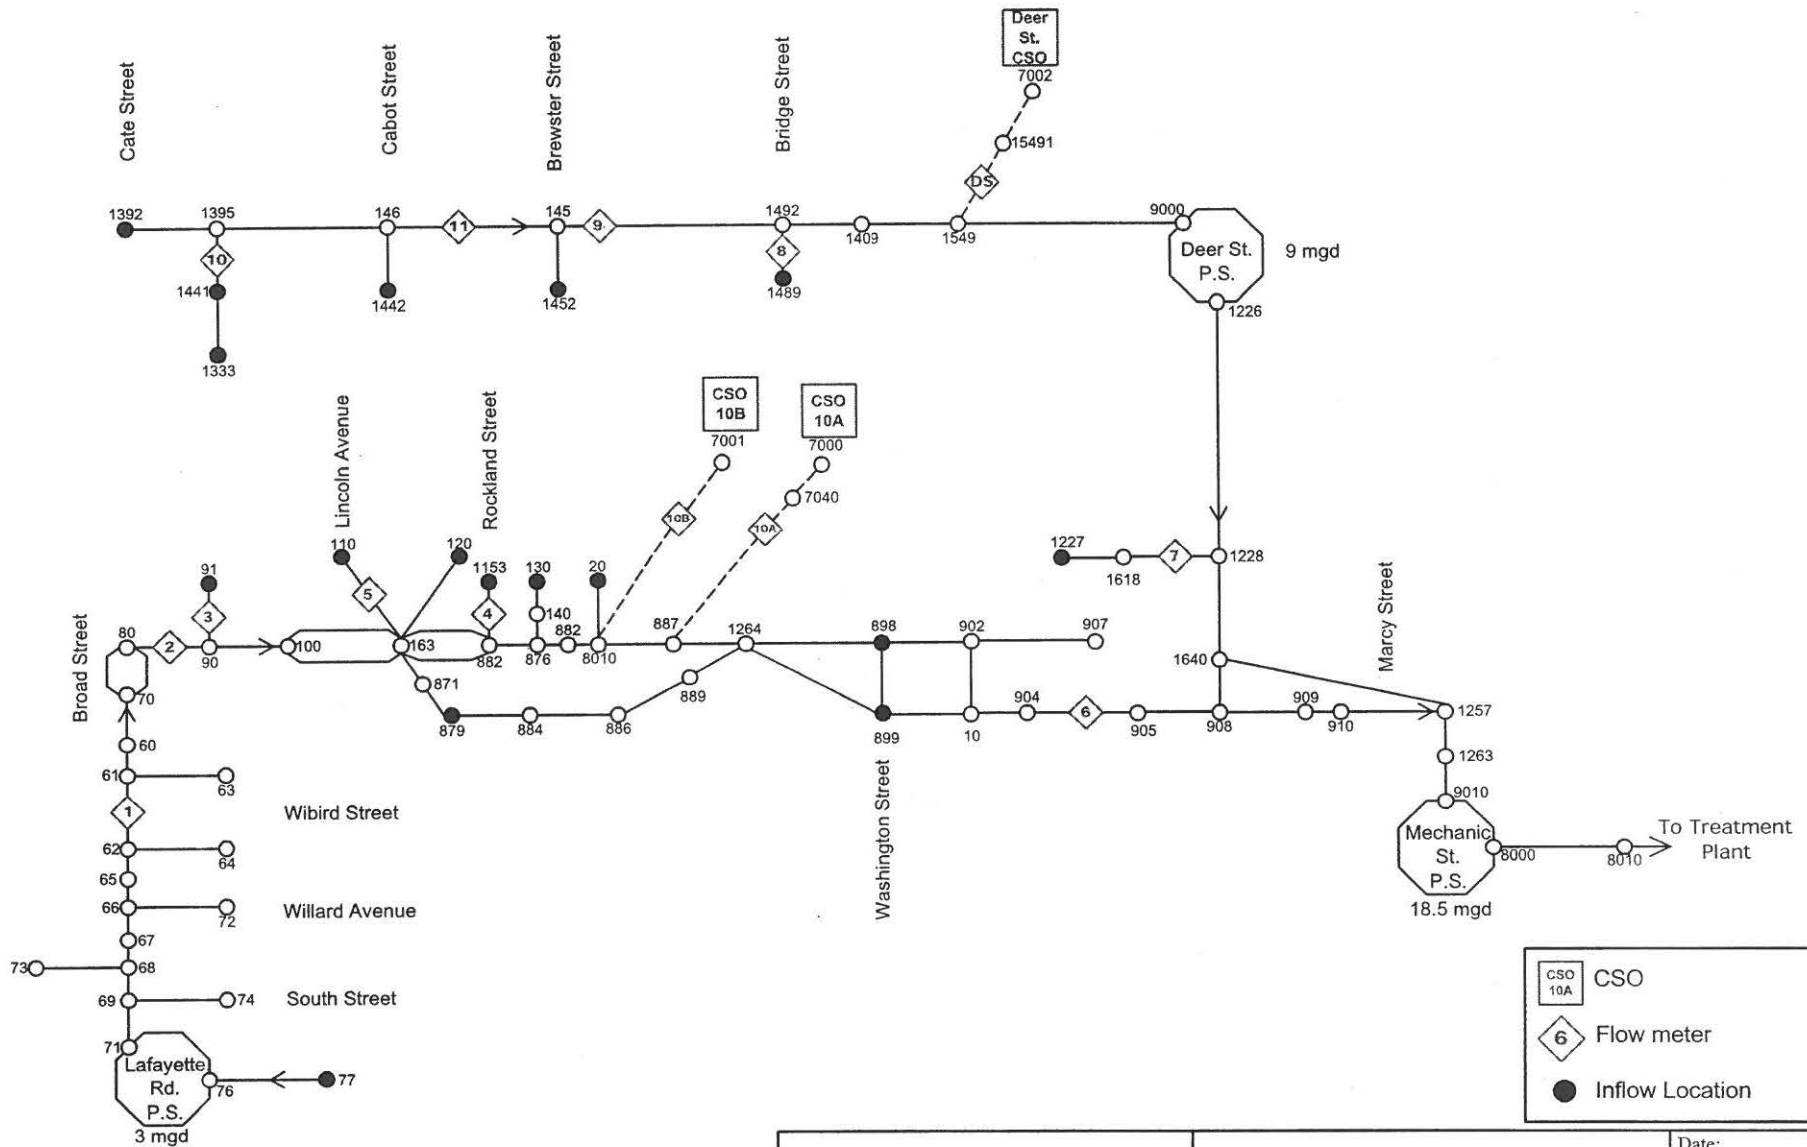 Deer
St.
CSO
7002
Cate Street
Cabot Street
Brewster Street
Bridge Street
15491
DS
1392
1395
146
11
145
9
1492
1409
1549
9000
10
8
Deer St.
P.S.
9 mgd
1441
1442
1452
1489
1226
1333
CSO
10B
7001
CSO
10A
7000
7040
Lincoln Avenue
Rockland Street
10B
10A
110
120
1153
130
20
1227
1618
7
1228
91
5
4
140
3
Broad Street
80
2
90
100
163
882
876
882
8010
887
1264
898
902
907
1640
Marcy Street
70
871
889
904
6
909
1257
879
884
886
899
10
905
908
910
60
61
63
1263
1
Wibird Street
Washington Street
9010
Mechanic
St.
P.S.
8000
8010
To Treatment
Plant
18.5 mgd
62
64
65
66
72
Willard Avenue
67
73
68
69
74
South Street
71
Lafayette
Rd.
P.S.
76
77
3 mgd
CSO
10A
CSO
6
Flow meter
Inflow Location
Date: